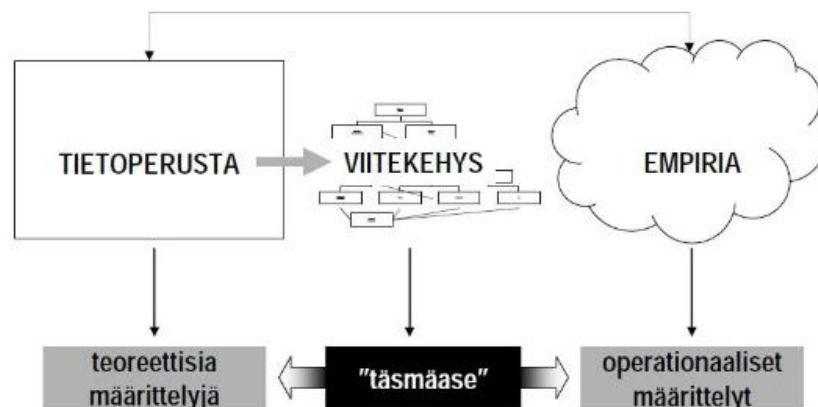 TIETOPERUSTA
VIITEKEHYS
EMPIRIA
teoreettisia
määrittelyjä
"täsmäase"
operationaaliset
määrittelyt